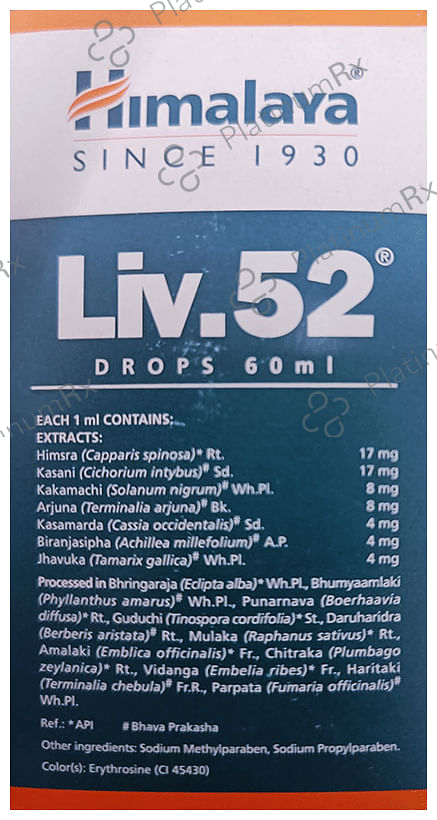 Himalaya®
SINCE 1930
Liv.52®
DROPS 60ml
EACH 1 ml CONTAINS:
EXTRACTS:
Himsra (Capparis spinosa)* Rt. 17 mg
Kasani (Cichorium intybus)# Sd. 17 mg
Kakamachi (Solanum nigrum)# Wh.Pl. 8 mg
Arjuna (Terminalia arjuna)# Bk. 8 mg
Kasamarda (Cassia occidentalis)# Sd. 4 mg
Biranjasipha (Achillea millefolium)# A.P. 4 mg
Jhavuka (Tamarix gallica)# Wh.Pl. 4 mg
Processed in Bhringaraja (Eclipta alba)* Wh.Pl., Bhumyaamlaki
(Phyllanthus amarus)# Wh.Pl., Punarnava (Boerhaavia
diffusa)* Rt., Guduchi (Tinospora cordifolia)* St., Daruharidra
(Berberis aristata)# Rt., Mulaka (Raphanus sativus)* Rt.,
Amalaki (Emblica officinalis)* Fr., Chitraka (Plumbago
zeylanica)* Rt., Vidanga (Embelia ribes)* Fr., Haritaki
(Terminalia chebula)# Fr.R., Parpata (Fumaria officinalis)#
Wh.Pl.
Ref.: *API # Bhava Prakasha
Other ingredients: Sodium Methylparaben, Sodium Propylparaben.
Color(s): Erythrosine (CI 45430)
PlatinumRx
PlatinumRx
PlatinumRx
PlatinumRx